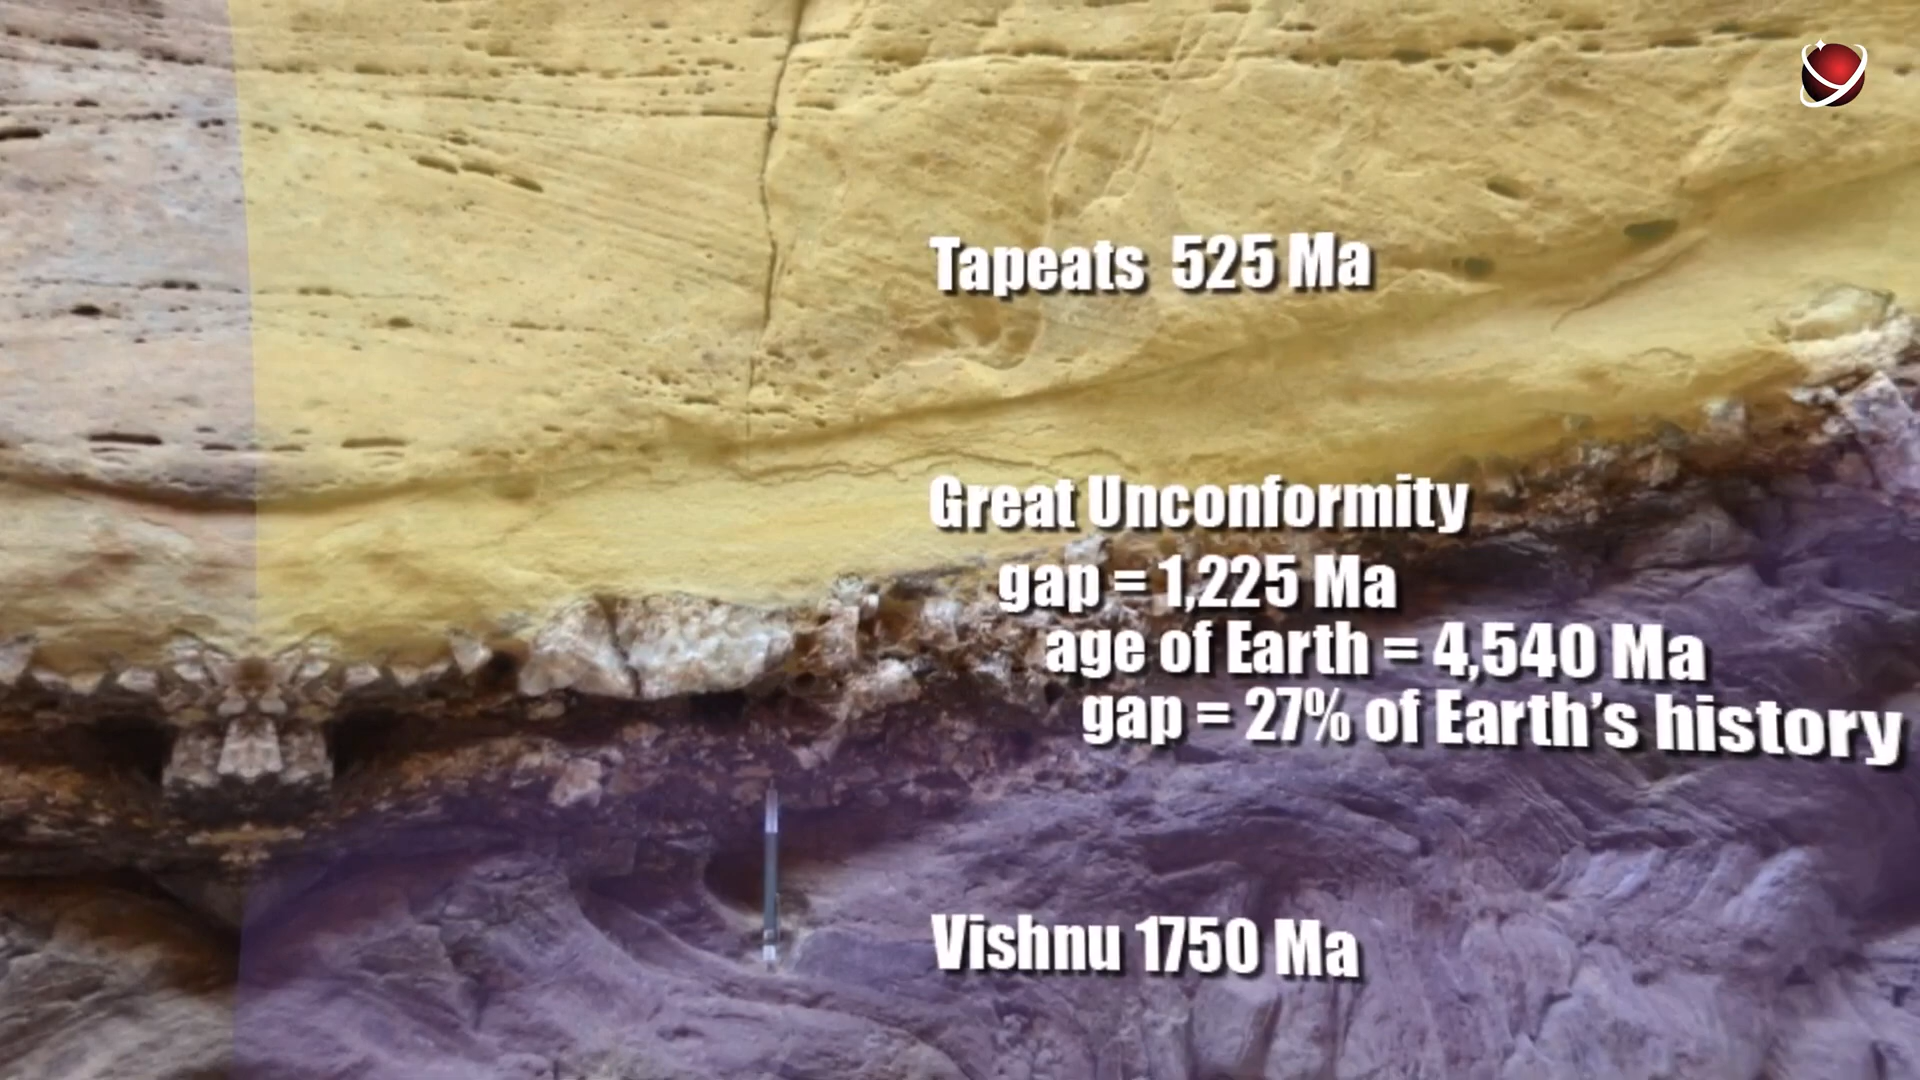 Tapeats 525 Ma
Great Unconformity
gap = 1,225 Ma
age of Earth = 4,540 Ma
gap = 27% of Earth's history
Vishnu 1750 Ma